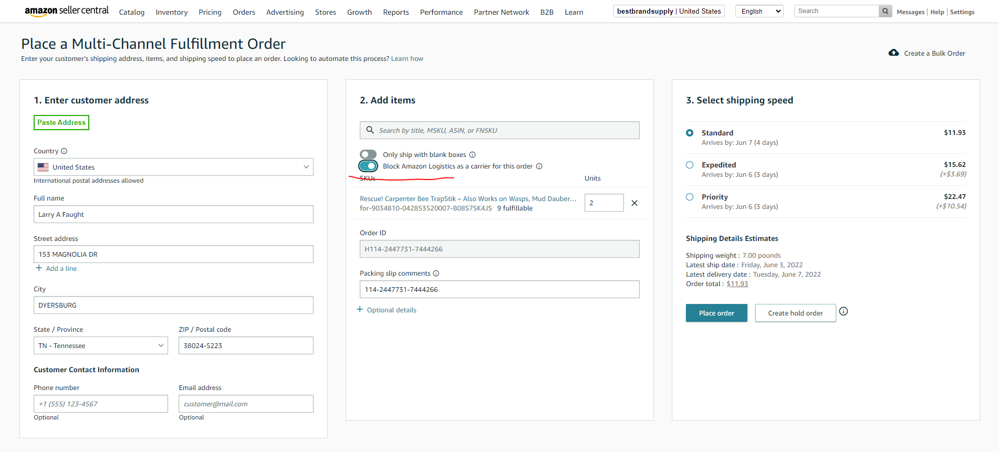 amazon seller central
Catalog Inventory Pricing Orders Advertising Stores Growth Reports Performance Partner Network B2B Learn
bestbrandsupply | United States
English
Search
Messages | Help | Settings
Place a Multi-Channel Fulfillment Order
Enter your customer's shipping address, items, and shipping speed to place an order. Looking to automate this process? Learn how
Create a Bulk Order
1. Enter customer address
Paste Address
Country
United States
International postal addresses allowed
Full name
Larry A Faught
Street address
153 MAGNOLIA DR
+ Add a line
City
DYERSBURG
State / Province
TN - Tennessee
ZIP / Postal code
38024-5223
Customer Contact Information
Phone number
+1 (555) 123-4567
Optional
Email address
customer@mail.com
Optional
2. Add items
Search by title, MSKU, ASIN, or FNSKU
Only ship with blank boxes
Block Amazon Logistics as a carrier for this order
SKUs Units
Rescue! Carpenter Bee TrapStik – Also Works on Wasps, Mud Dauber...
2
for-9034810-042853520007-B08S7SK4JS 9 fulfillable
Order ID
H114-2447731-7444266
Packing slip comments
114-2447731-7444266
+ Optional details
3. Select shipping speed
Standard $11.93
Arrives by: Jun 7 (4 days)
Expedited $15.62
Arrives by: Jun 6 (3 days) (+$3.69)
Priority $22.47
Arrives by: Jun 6 (3 days) (+$10.54)
Shipping Details Estimates
Shipping weight : 7.00 pounds
Latest ship date : Friday, June 3, 2022
Latest delivery date : Tuesday, June 7, 2022
Order total : $11.93
Place order
Create hold order